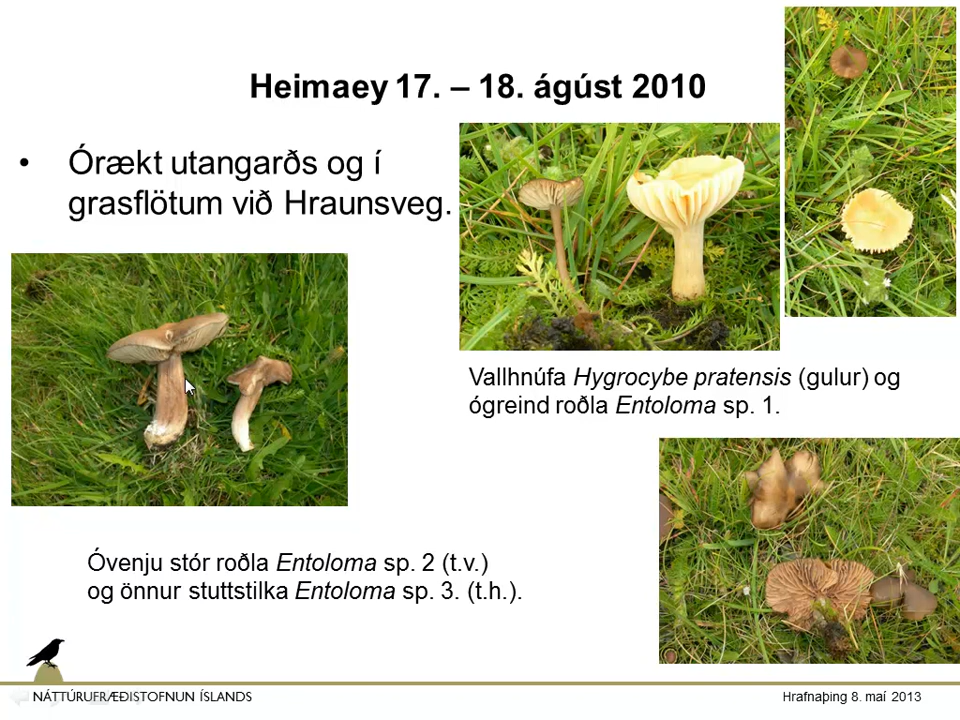 Heimaey 17. – 18. ágúst 2010
• Órækt utangarðs og í
grasflötum við Hraunsveg.
Vallhnúfa Hygrocybe pratensis (gulur) og
ógreind roðla Entoloma sp. 1.
Óvenju stór roðla Entoloma sp. 2 (t.v.)
og önnur stuttstilka Entoloma sp. 3. (t.h.).
NÁTTÚRUFRÆÐISTOFNUN ÍSLANDS
Hrafnaþing 8. maí 2013